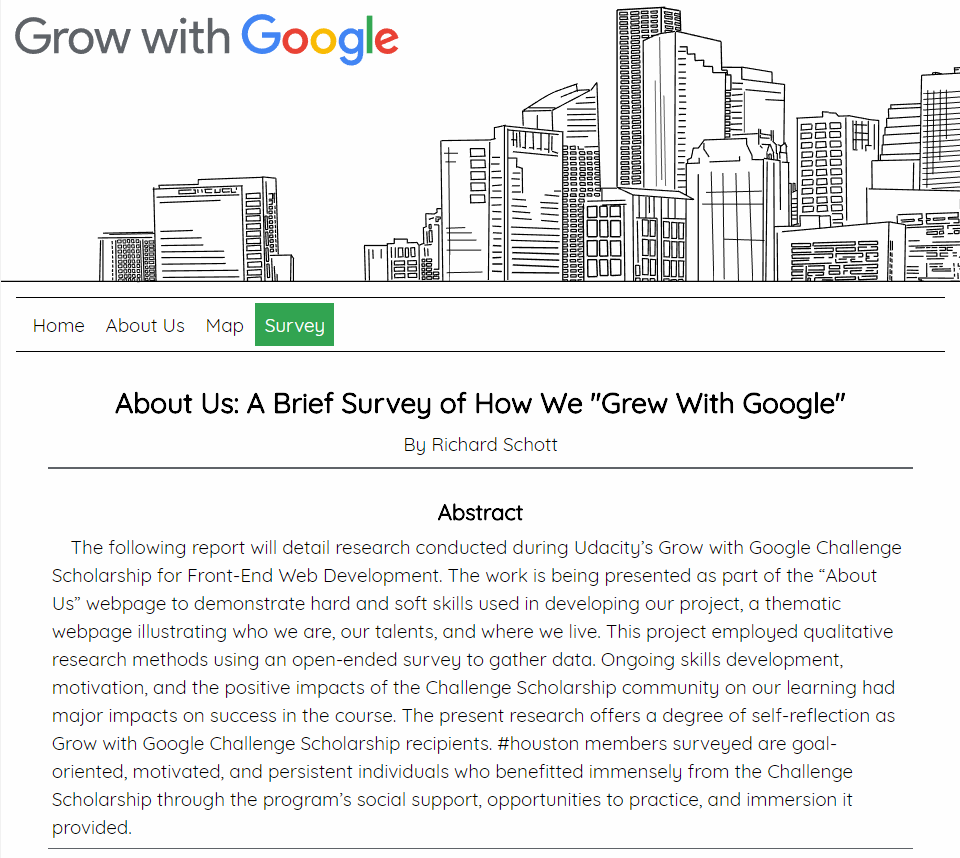 Grow with Google
Home About Us Map Survey
About Us: A Brief Survey of How We "Grew With Google"
By Richard Schott
Abstract
The following report will detail research conducted during Udacity’s Grow with Google Challenge
Scholarship for Front-End Web Development. The work is being presented as part of the “About
Us” webpage to demonstrate hard and soft skills used in developing our project, a thematic
webpage illustrating who we are, our talents, and where we live. This project employed qualitative
research methods using an open-ended survey to gather data. Ongoing skills development,
motivation, and the positive impacts of the Challenge Scholarship community on our learning had
major impacts on success in the course. The present research offers a degree of self-reflection as
Grow with Google Challenge Scholarship recipients. #houston members surveyed are goal-
oriented, motivated, and persistent individuals who benefitted immensely from the Challenge
Scholarship through the program’s social support, opportunities to practice, and immersion it
provided.